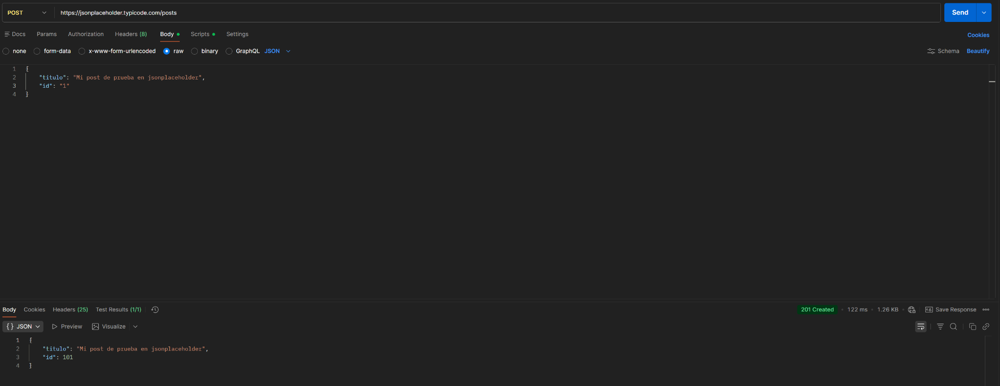 POST https://jsonplaceholder.typicode.com/posts Send
Docs Params Authorization Headers (8) Body Scripts Settings Cookies
none form-data x-www-form-urlencoded raw binary GraphQL JSON Schema Beautify
1 {
2 "titulo": "Mi post de prueba en jsonplaceholder",
3 "id": "1"
4 }
Body Cookies Headers (25) Test Results (1/1) 201 Created • 122 ms • 1.26 KB • e.g. Save Response
{} JSON Preview Visualize
1 {
2 "titulo": "Mi post de prueba en jsonplaceholder",
3 "id": 101
4 }